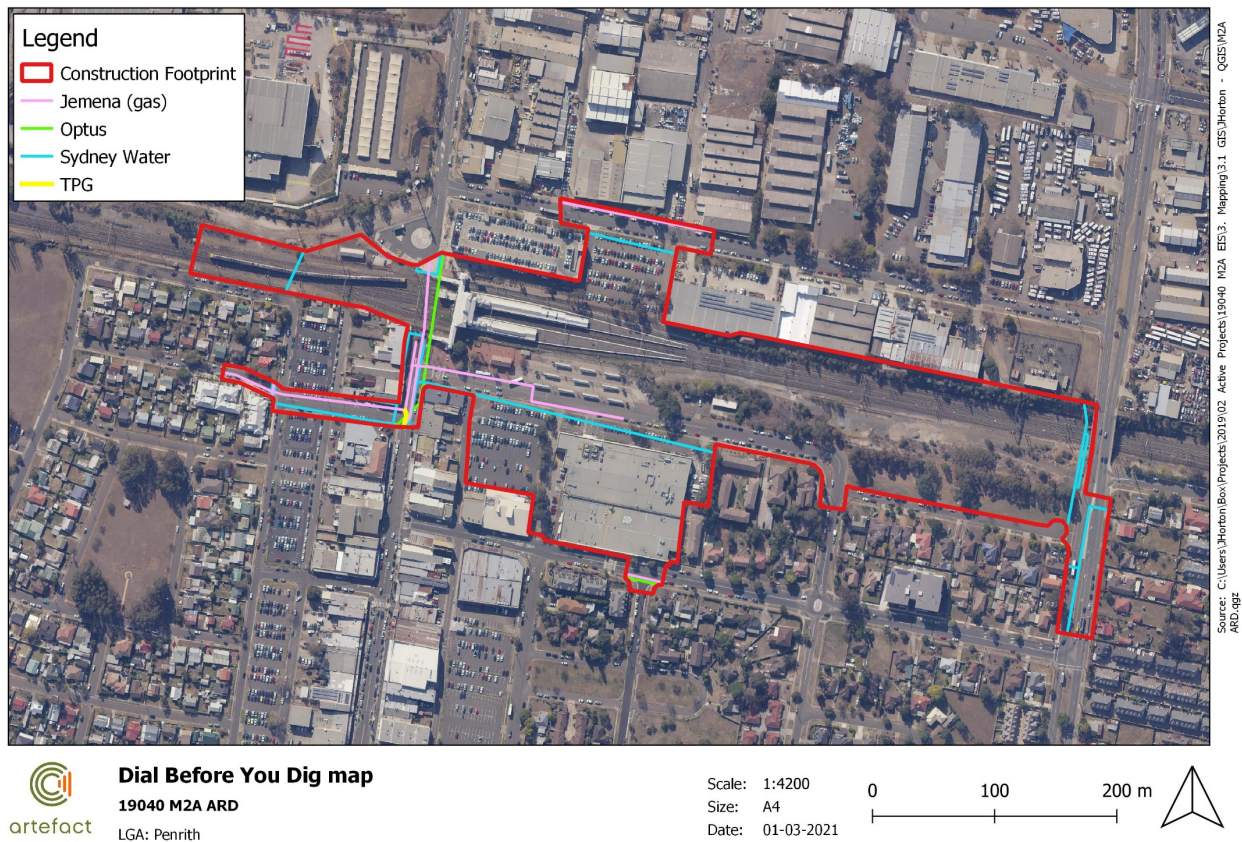 Legend
Construction Footprint
Jemena (gas)
Optus
Sydney Water
TPG
Source: C:\Users\JHorton\Box\Projects\2019\02 Active Projects\19040 M2A EIS\3. Mapping\3.1 GIS\JHorton - QGIS\M2A
ARD.qgz
artefact
Dial Before You Dig map
19040 M2A ARD
LGA: Penrith
Scale: 1:4200
Size: A4
Date: 01-03-2021
0 100 200 m